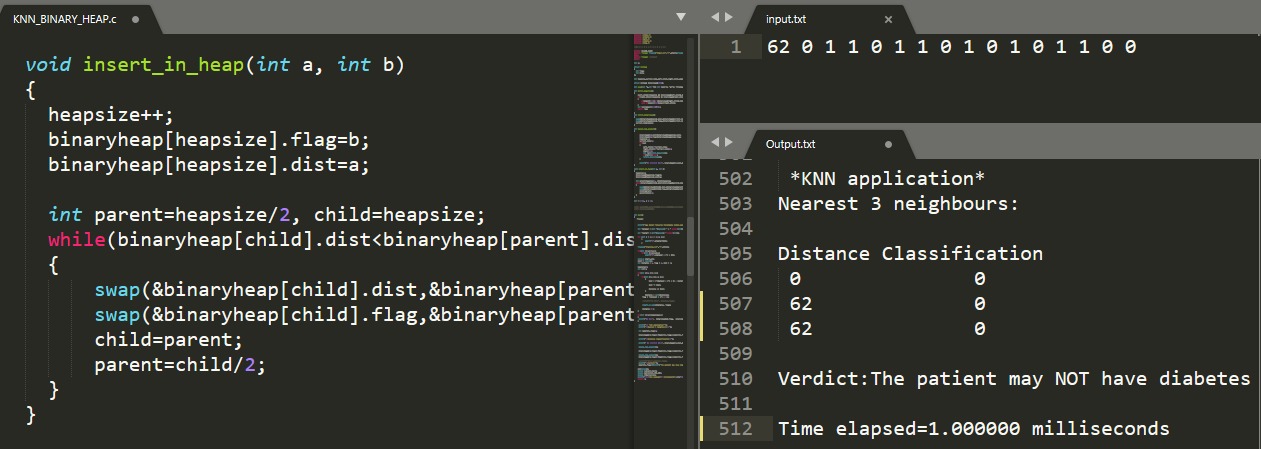 KNN_BINARY_HEAP.c
void insert_in_heap(int a, int b)
{
heapsize++;
binaryheap[heapsize].flag=b;
binaryheap[heapsize].dist=a;
int parent=heapsize/2, child=heapsize;
while(binaryheap[child].dist<binaryheap[parent].dis
{
swap(&binaryheap[child].dist,&binaryheap[parent
swap(&binaryheap[child].flag,&binaryheap[parent
child=parent;
parent=child/2;
}
}
input.txt
1 62 0 1 1 0 1 1 0 1 0 1 0 1 1 0 0
Output.txt
502 *KNN application*
503 Nearest 3 neighbours:
504
505 Distance Classification
506 0 0
507 62 0
508 62 0
509
510 Verdict:The patient may NOT have diabetes
511
512 Time elapsed=1.000000 milliseconds